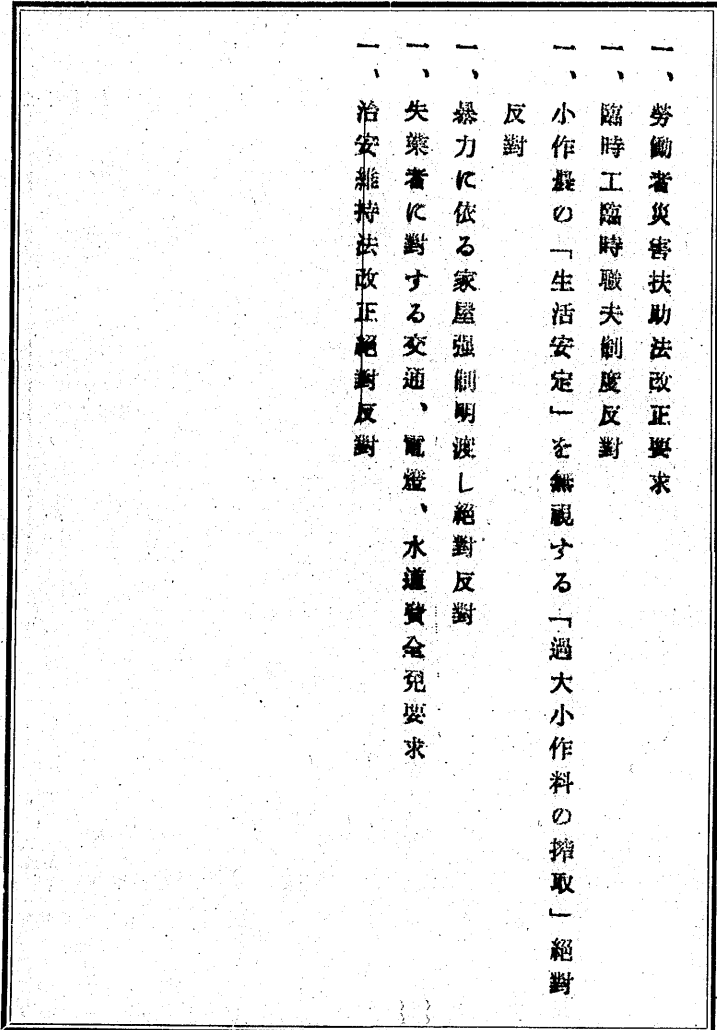 一、勞働者災害扶助法改正要求
一、臨時工臨時職夫制度反對
一、小作農の「生活安定」を無視する「過大小作料の搾取」絕對
反對
一、暴力に依る家屋强制明渡し絕對反對
一、失業者に對する交通、電燈、水道費全免要求
一、治安維持法改正絕對反對